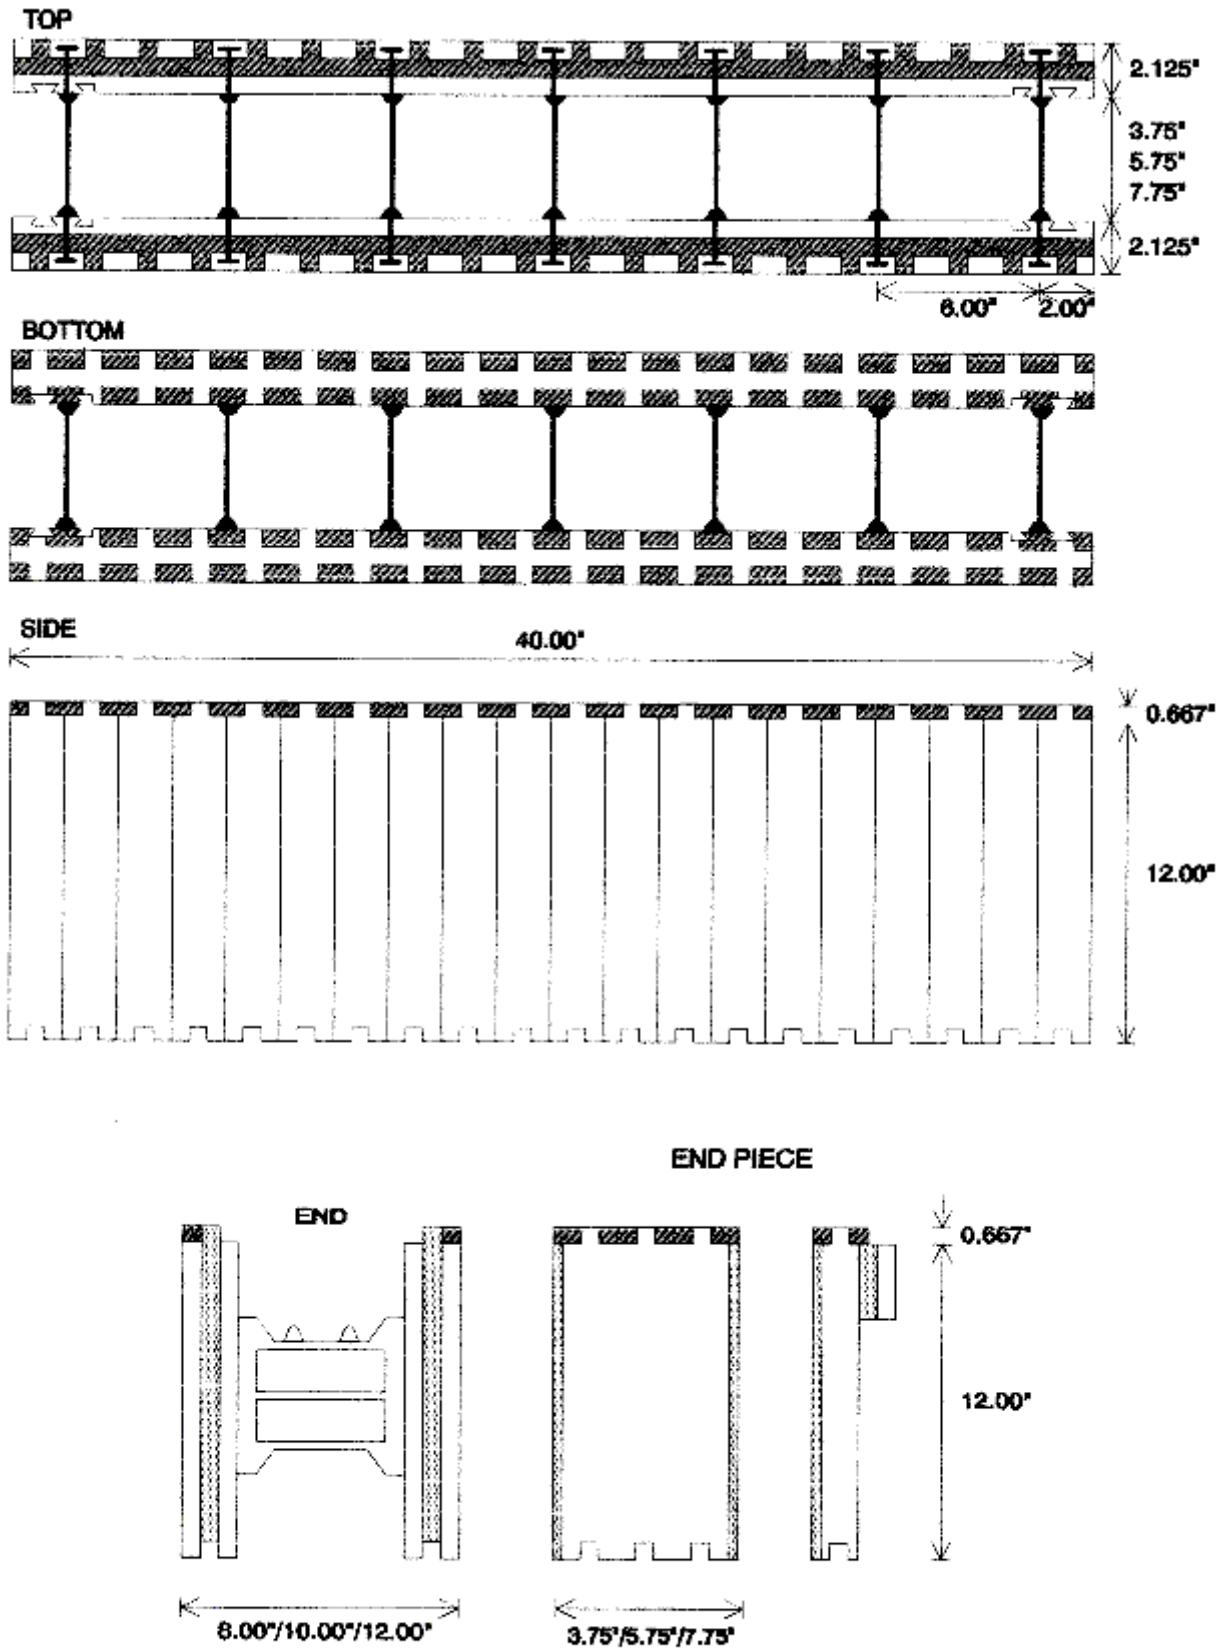 TOP
2.125"
3.75"
5.75"
7.75"
2.125"
6.00"
2.00"
BOTTOM
SIDE
40.00"
0.667"
12.00"
END PIECE
END
0.667"
12.00"
8.00"/10.00"/12.00"
3.75"/5.75"/7.75"